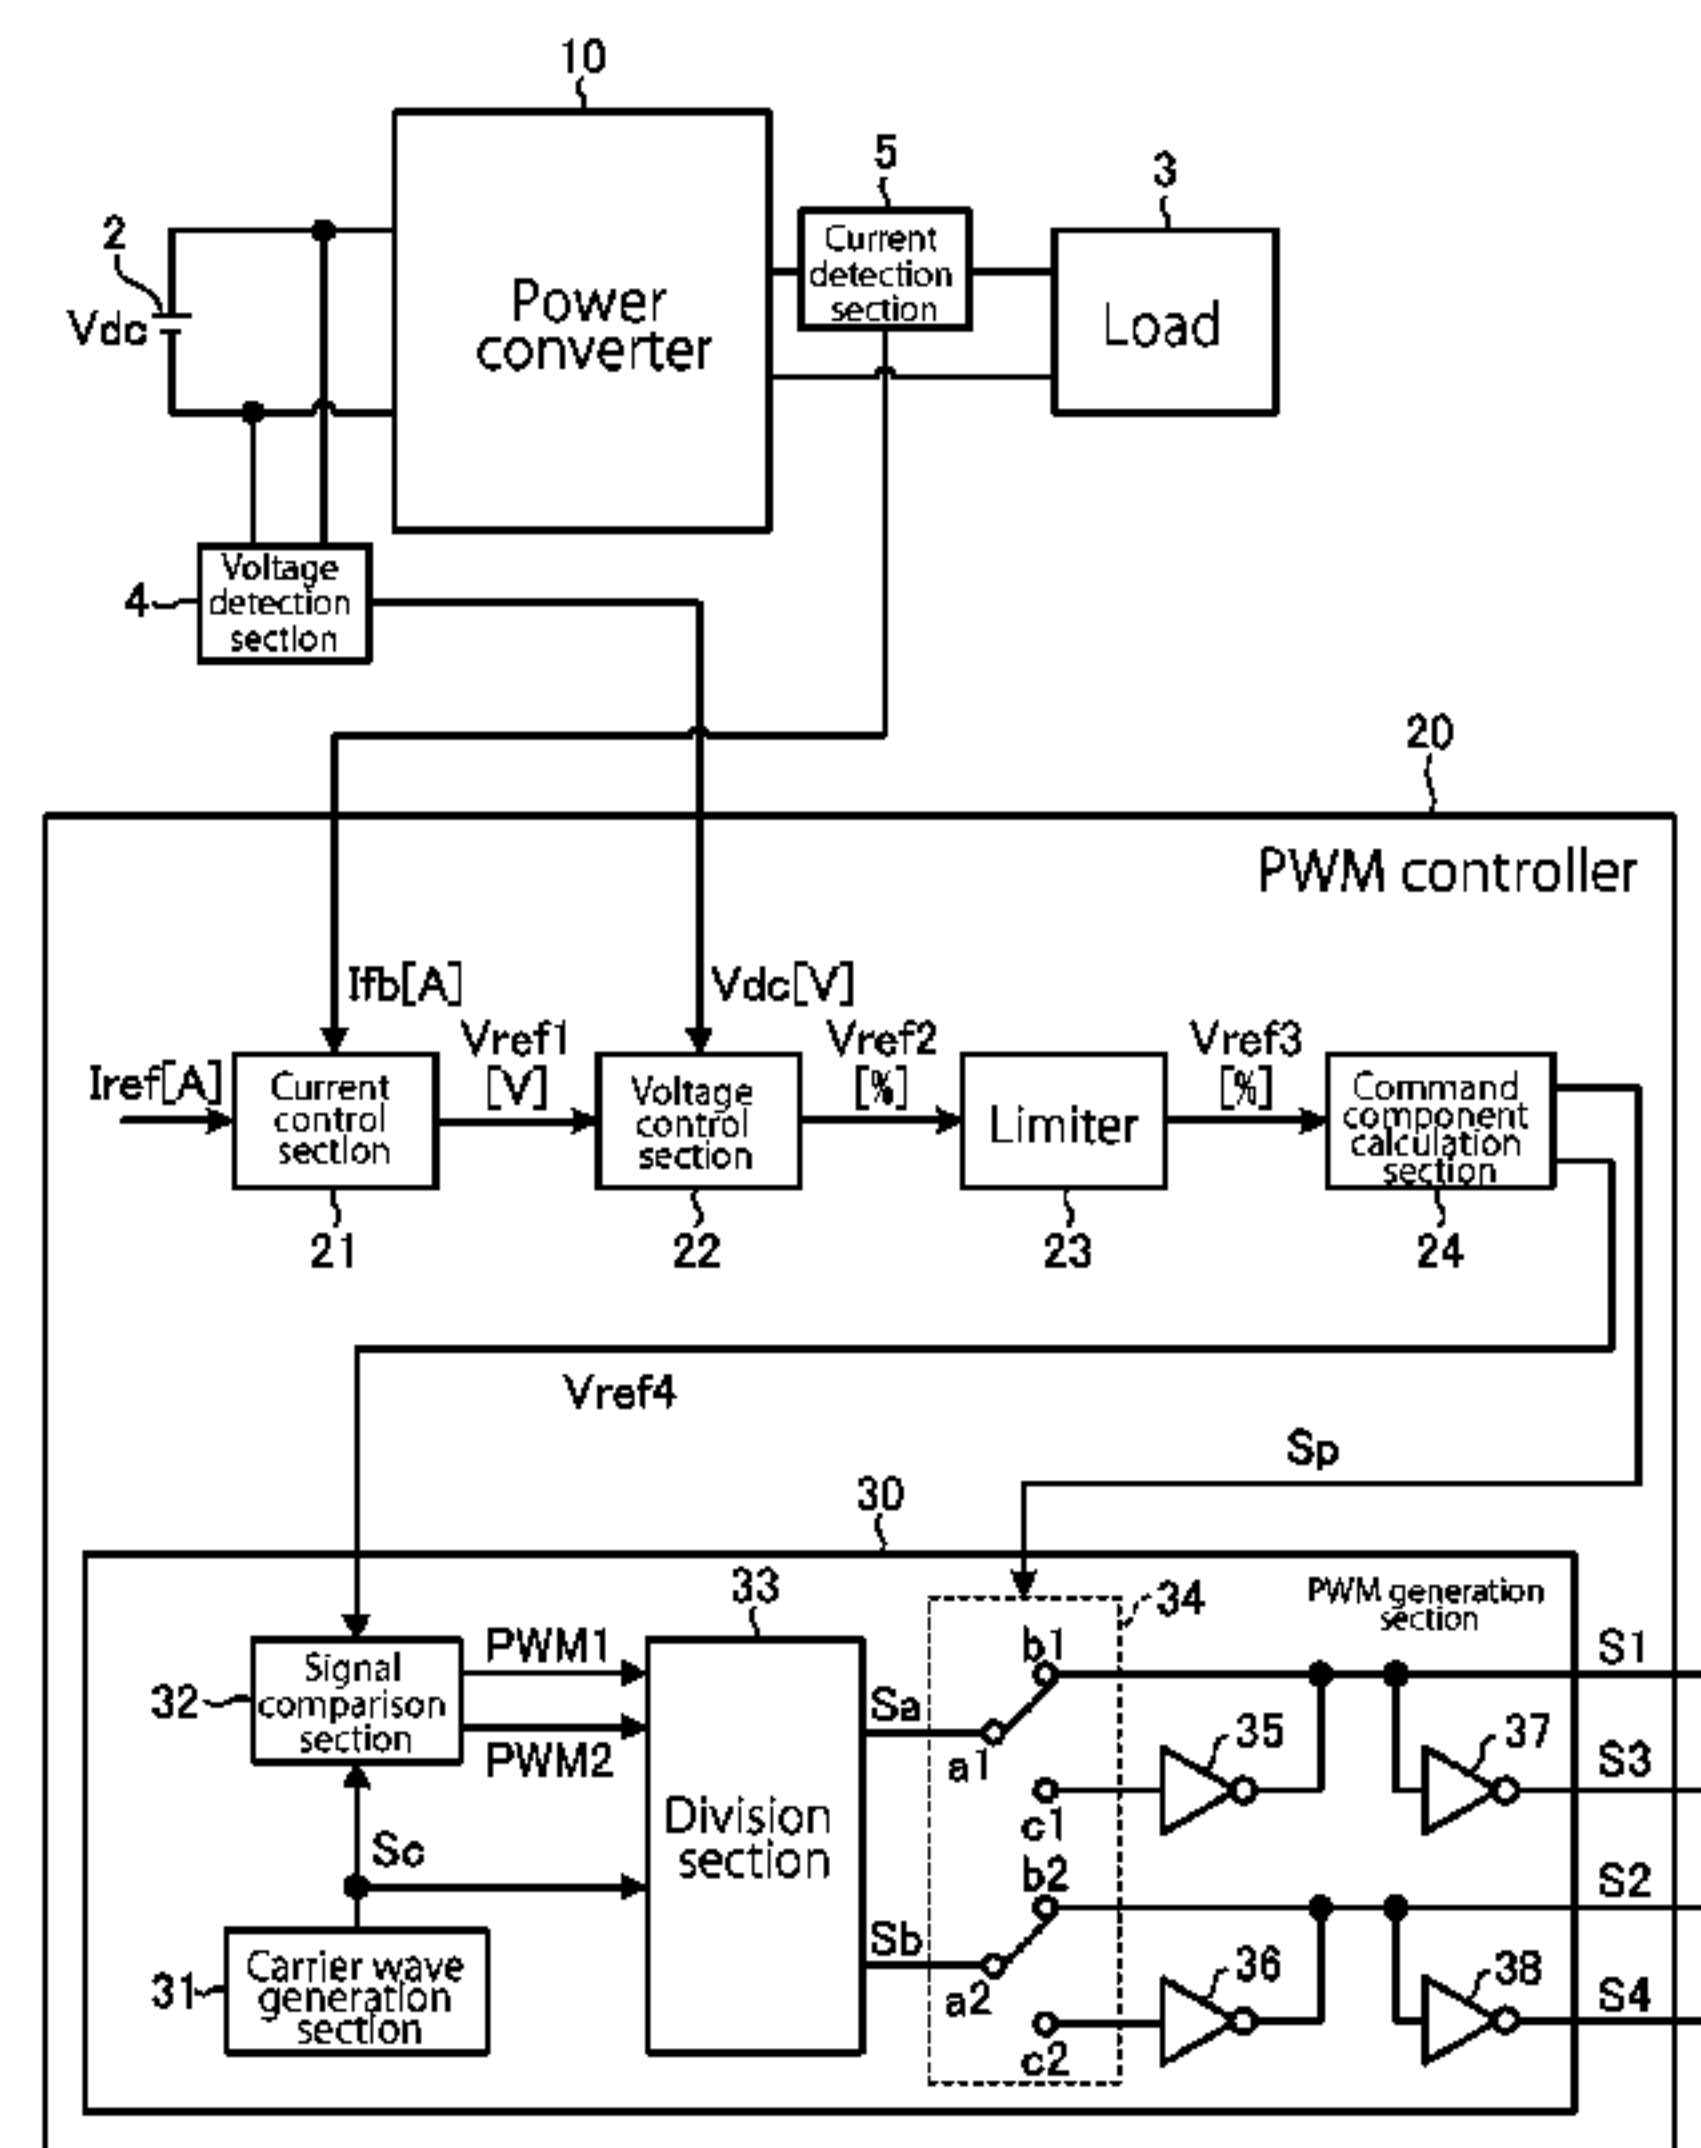 10
5
3
2
Current
detection
section
Vdc
Power
converter
Load
Voltage
detection
section
4
20
PWM controller
Ifb[A]
Vdc[V]
Iref[A]
Vref1
[V]
Vref2
[%]
Vref3
[%]
Current
control
section
Voltage
control
section
Limiter
Command
component
calculation
section
21
22
23
24
Vref4
Sp
30
33
34
PWM generation
section
Signal
comparison
section
32
PWM1
PWM2
Sa
a1
b1
c1
35
37
S1
S3
Division
section
Sc
Sb
a2
b2
c2
36
38
S2
S4
Carrier wave
generation
section
31